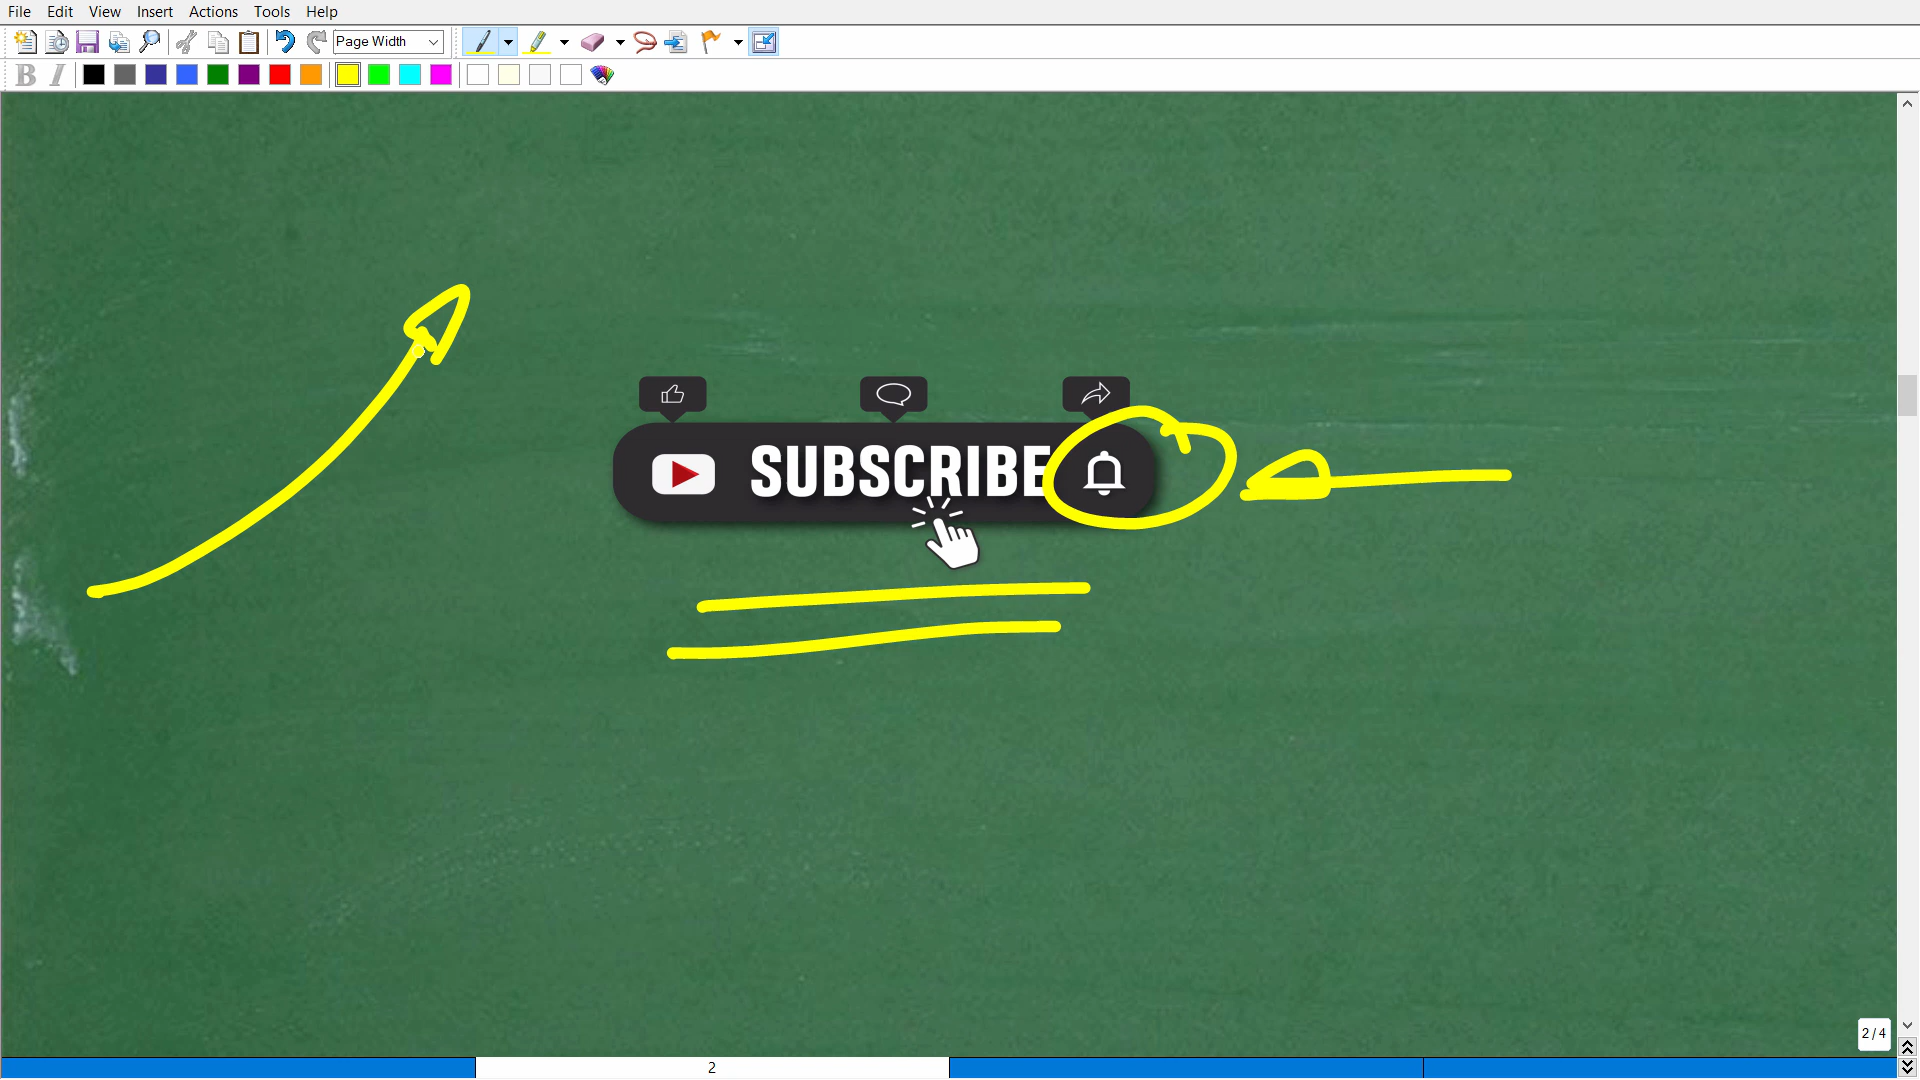 File Edit View Insert Actions Tools Help
Page Width
B I
SUBSCRIBE
2 / 4
2